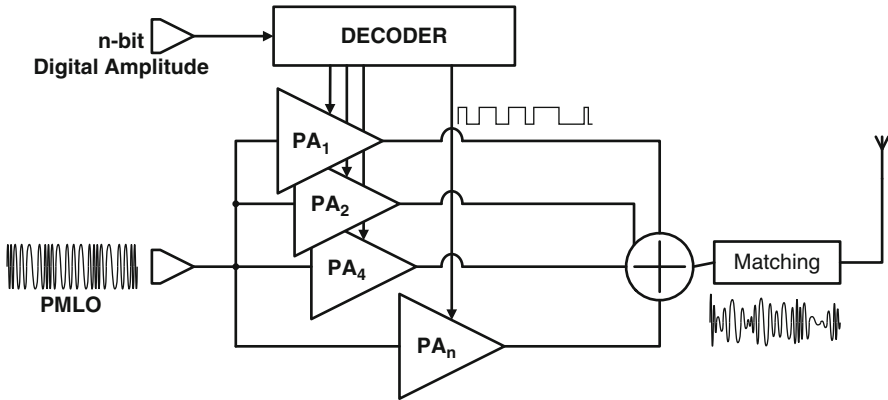 n-bit
Digital Amplitude
DECODER
PA₁
PA₂
PA₄
PAₙ
PMLO
Matching